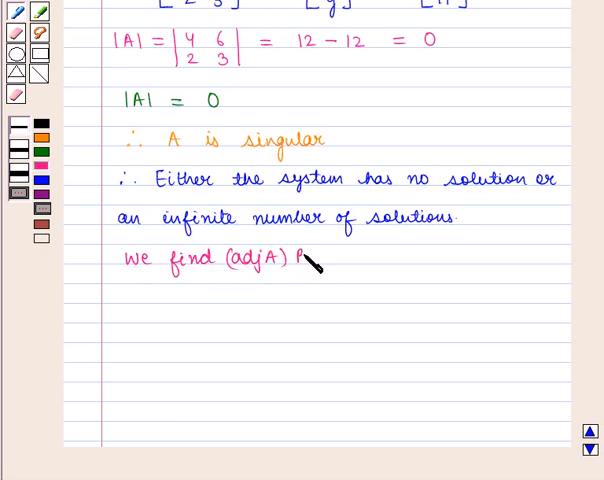 |A| = | 4 6 | = 12 - 12 = 0
| 2 3 |
|A| = 0
∴ A is singular
∴ Either the system has no solution or
an infinite number of solutions.
We find (adjA)